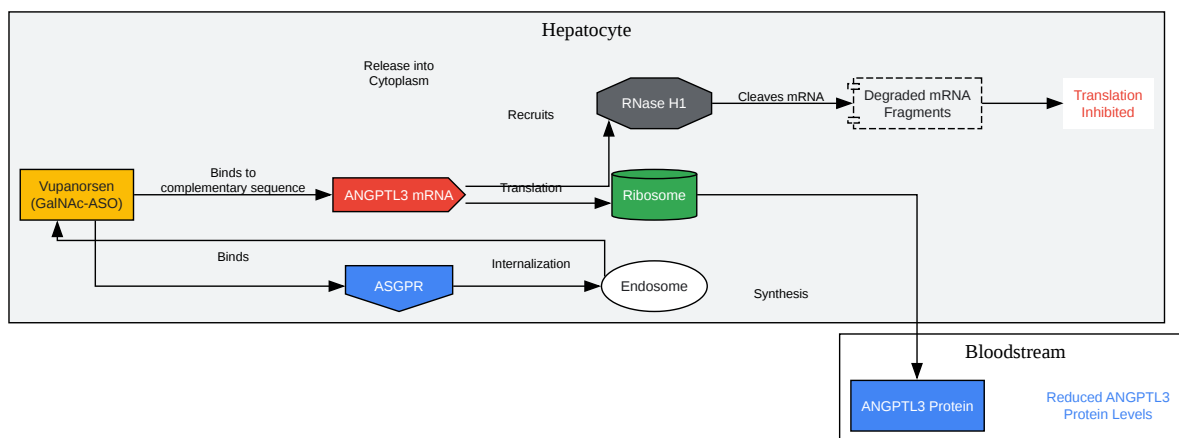 Hepatocyte
Release into
Cytoplasm
Recruits
RNase H1
Cleaves mRNA
Degraded mRNA
Fragments
Translation
Inhibited
Vupanorsen
(GalNAc-ASO)
Binds to
complementary sequence
ANGPTL3 mRNA
Translation
Ribosome
Binds
ASGPR
Internalization
Endosome
Synthesis
Bloodstream
ANGPTL3 Protein
Reduced ANGPTL3
Protein Levels